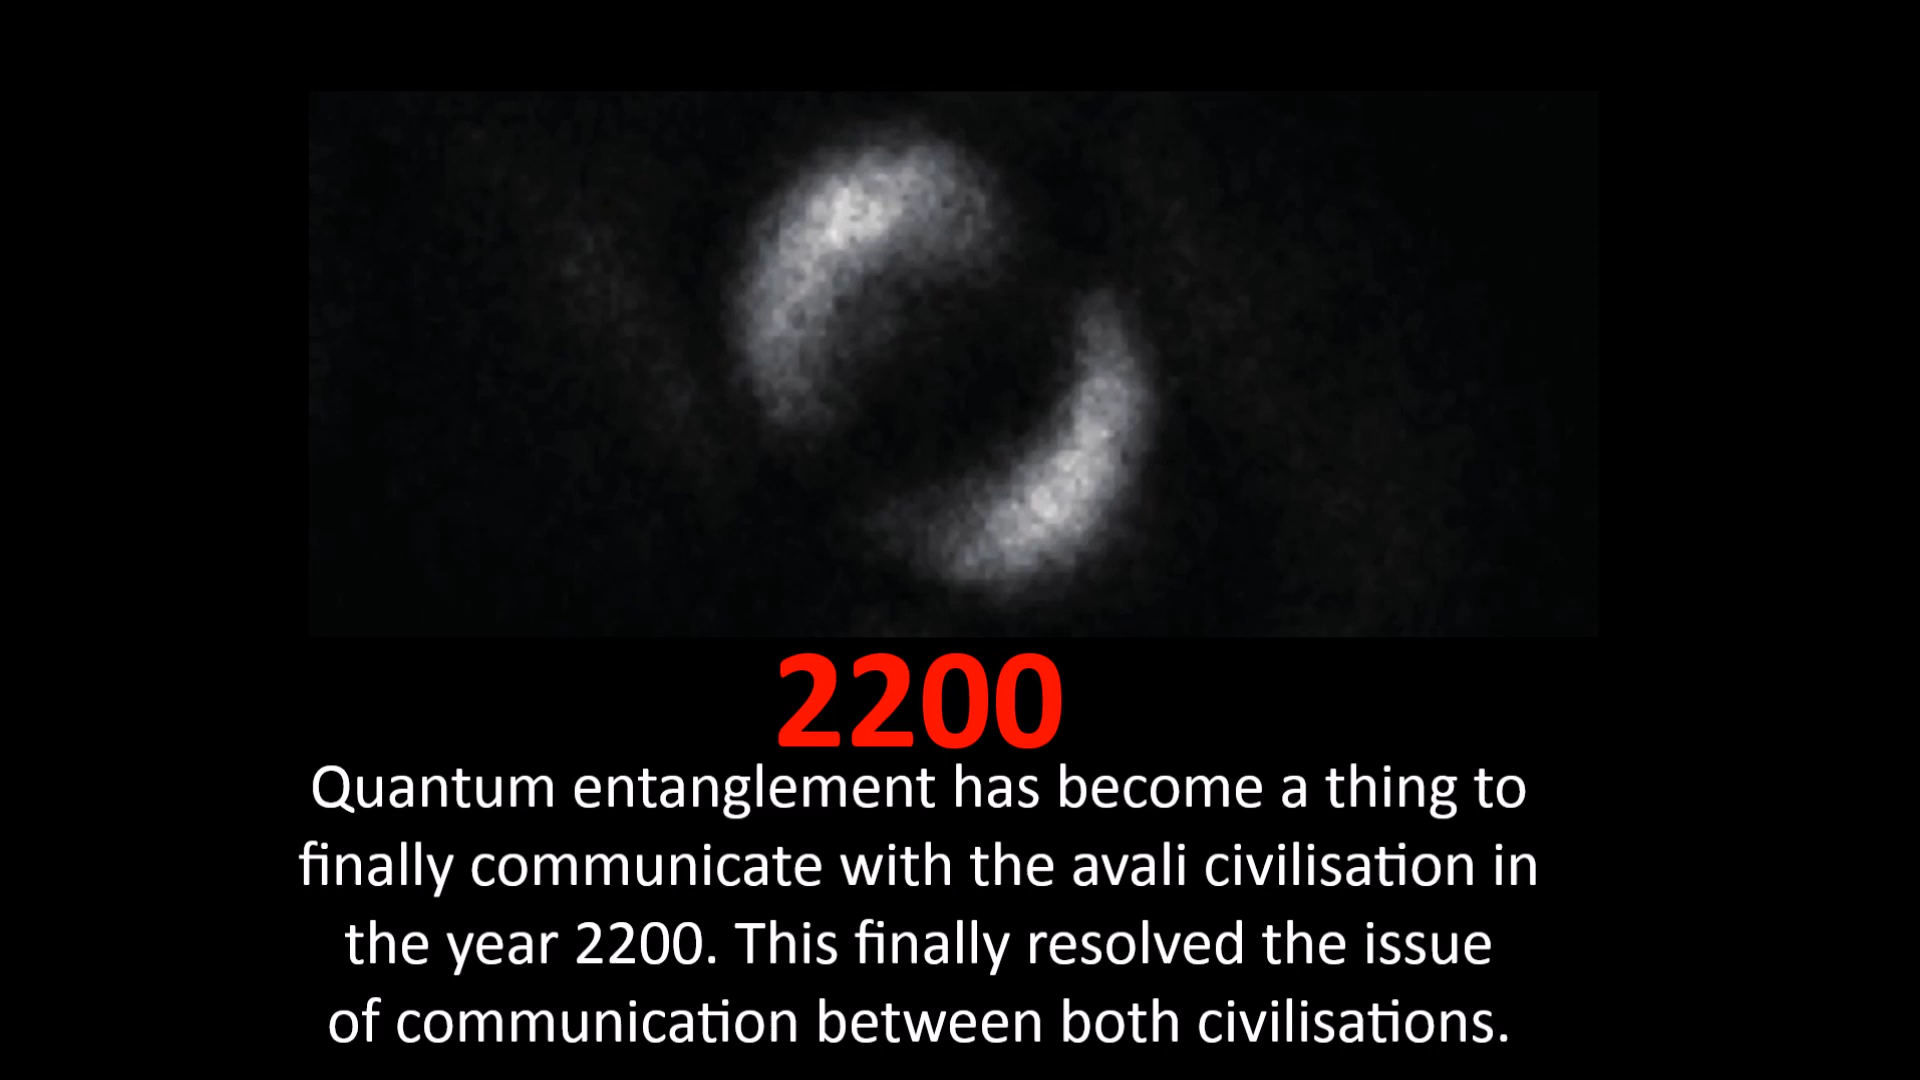 2200
Quantum entanglement has become a thing to
finally communicate with the avali civilisation in
the year 2200. This finally resolved the issue
of communication between both civilisations.